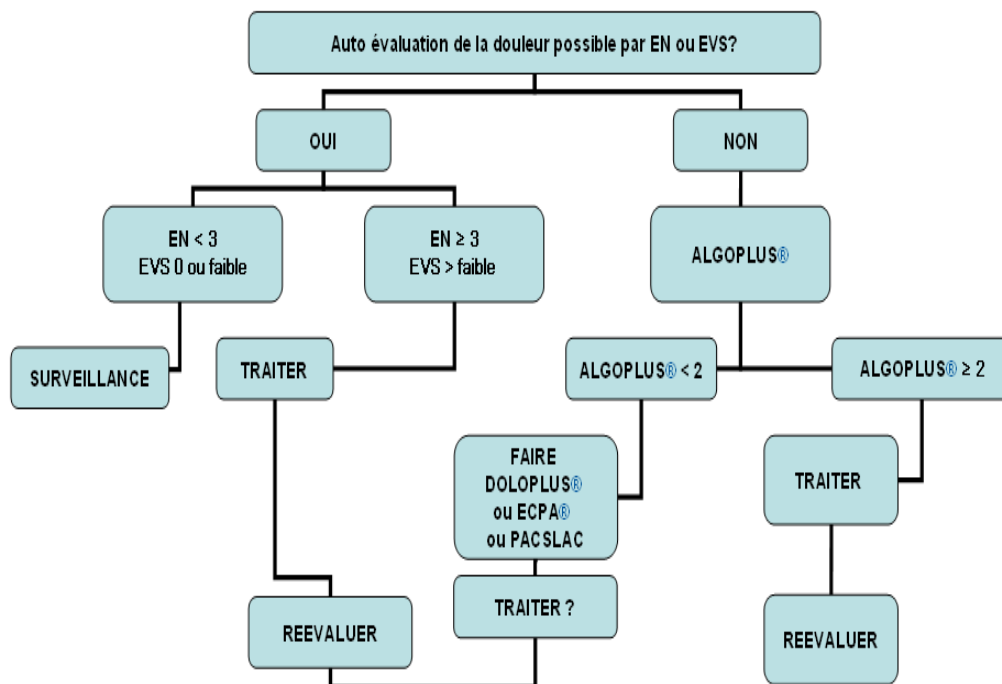 Auto évaluation de la douleur possible par EN ou EVS?
OUI
NON
EN < 3
EVS 0 ou faible
EN ≥ 3
EVS > faible
ALGOPLUS®
SURVEILLANCE
TRAITER
ALGOPLUS® < 2
ALGOPLUS® ≥ 2
FAIRE
DOLOPLUS®
ou ECPA®
ou PACSLAC
TRAITER
TRAITER ?
REEVALUER
REEVALUER